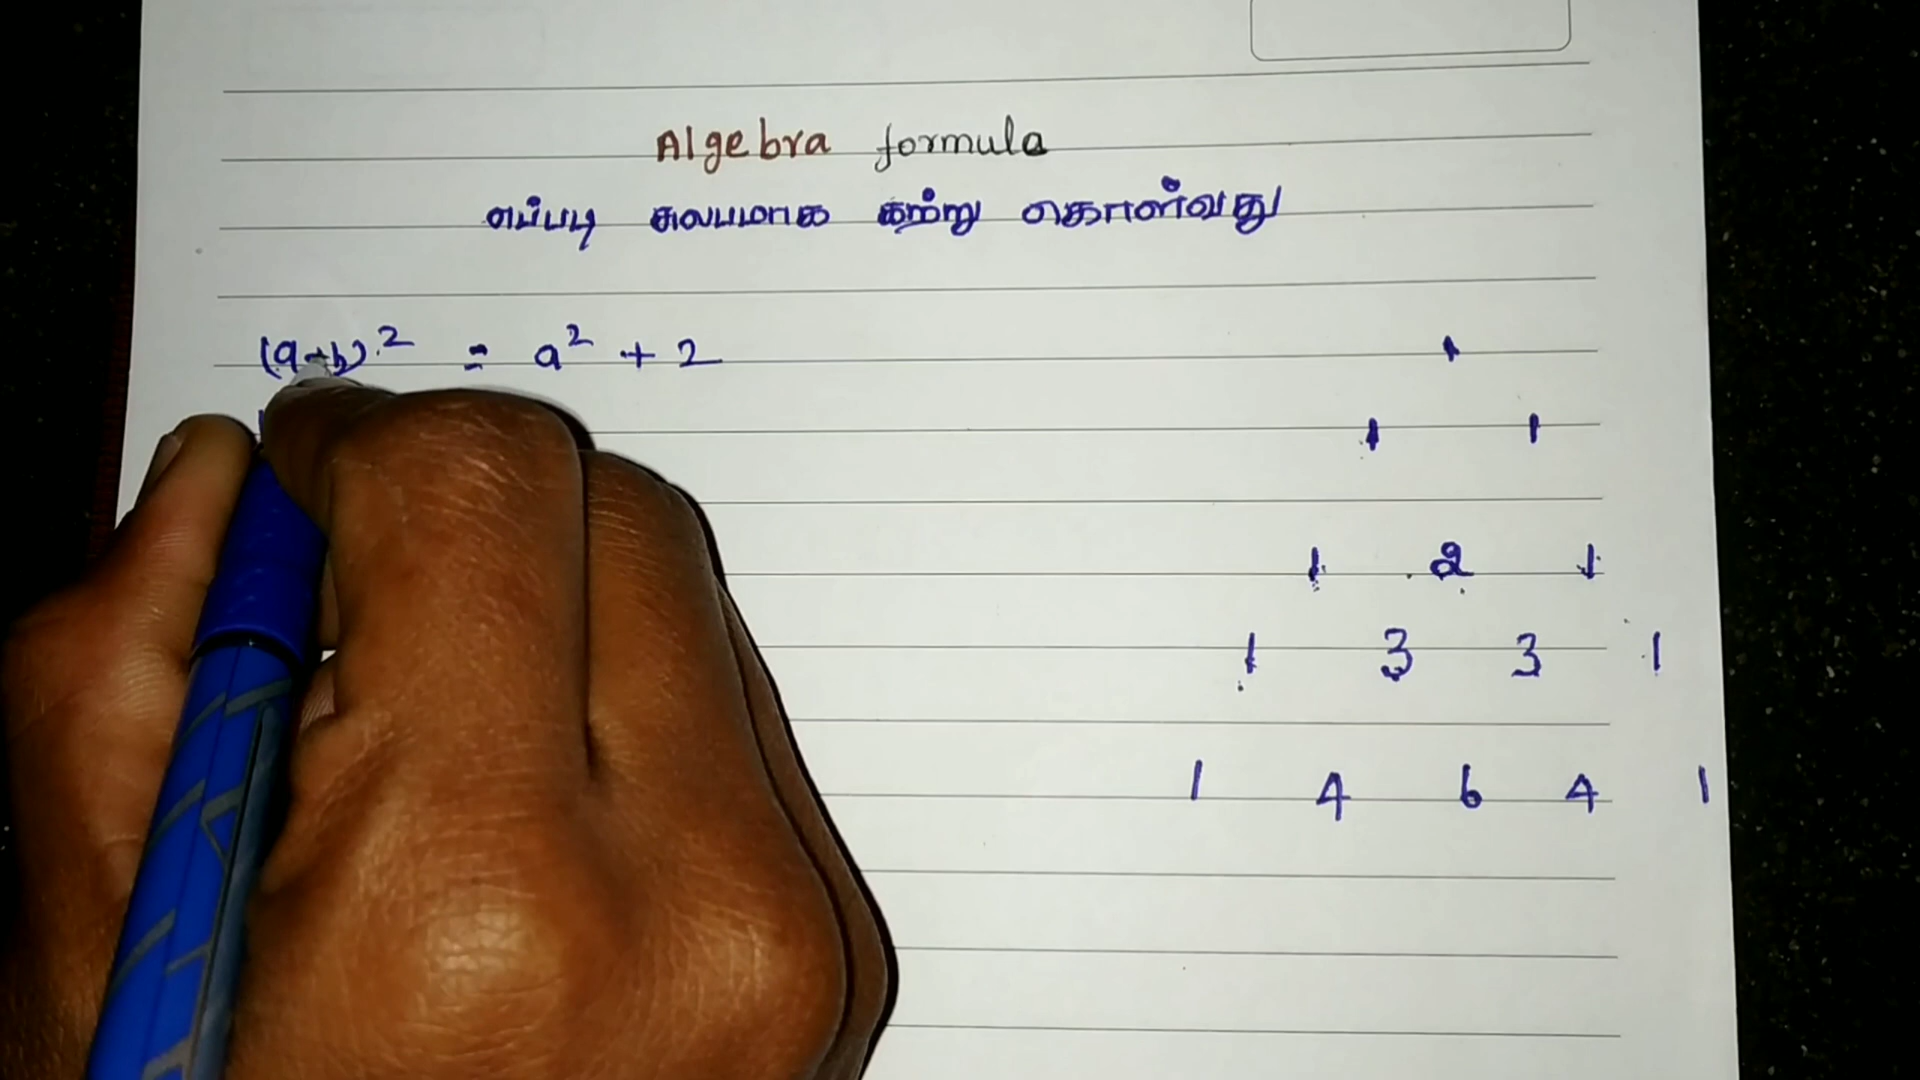 Algebra formula
எப்படி சுலபமாக கற்று கொள்வது
(a+b)² = a² + 2
1
1 1
1 2 1
1 3 3 1
1 4 6 4 1